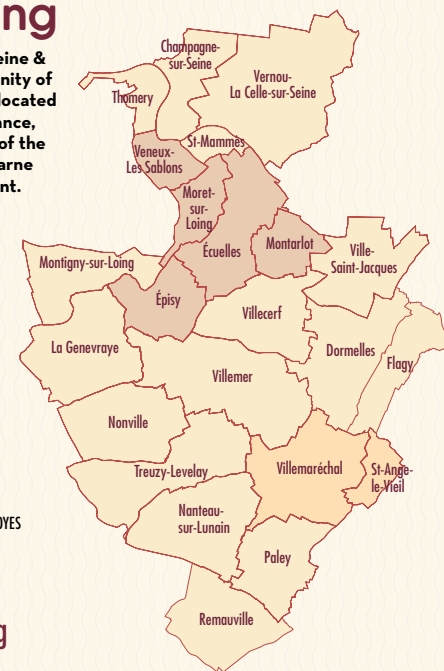 ing
eine &
nity of
located
ance,
of the
arne
nt.
Champagne-
sur-Seine
Vernou-
La Celle-sur-Seine
Thomery
St-Mammès
Veneux-
Les Sablons
Moret-
sur-
Loing
Écuelles
Montarlot
Ville-
Saint-Jacques
Montigny-sur-Loing
Épisy
Villecerf
La Genevraye
Villemer
Dormelles
Flagy
Nonville
Treuzy-Levelay
Villemaréchal
St-Ange-
le-Vieil
Nanteau-
sur-Lunain
OYES
Paley
Remauville
g